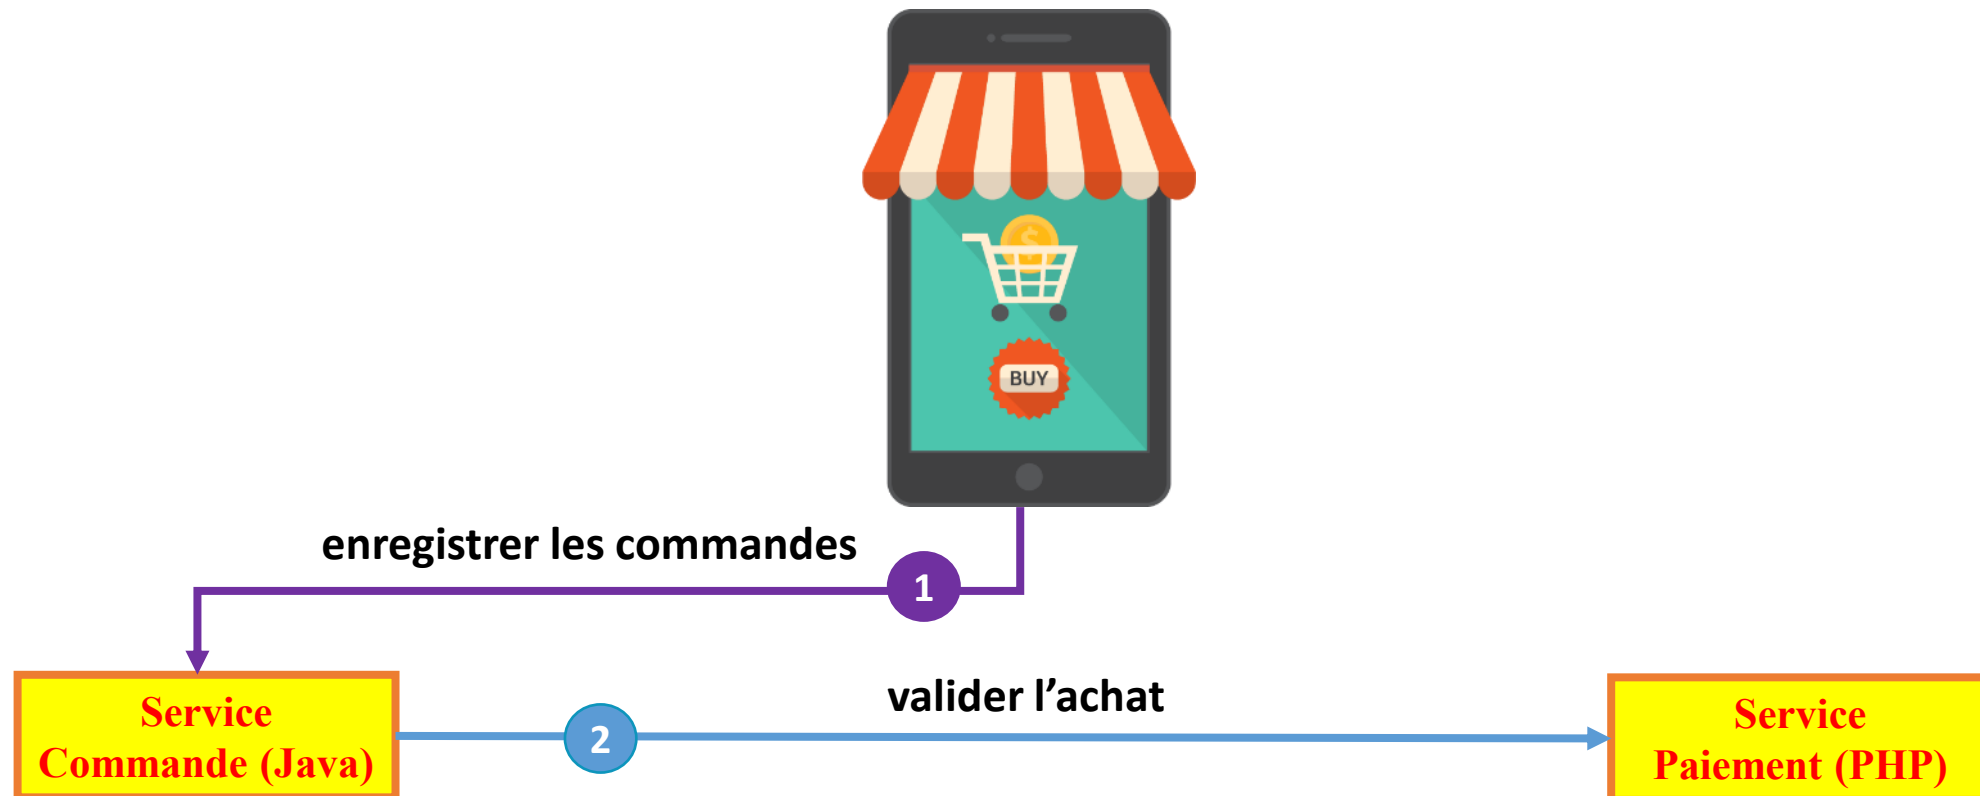 $
BUY
enregistrer les commandes
1
valider l’achat
Service
Commande (Java)
2
Service
Paiement (PHP)